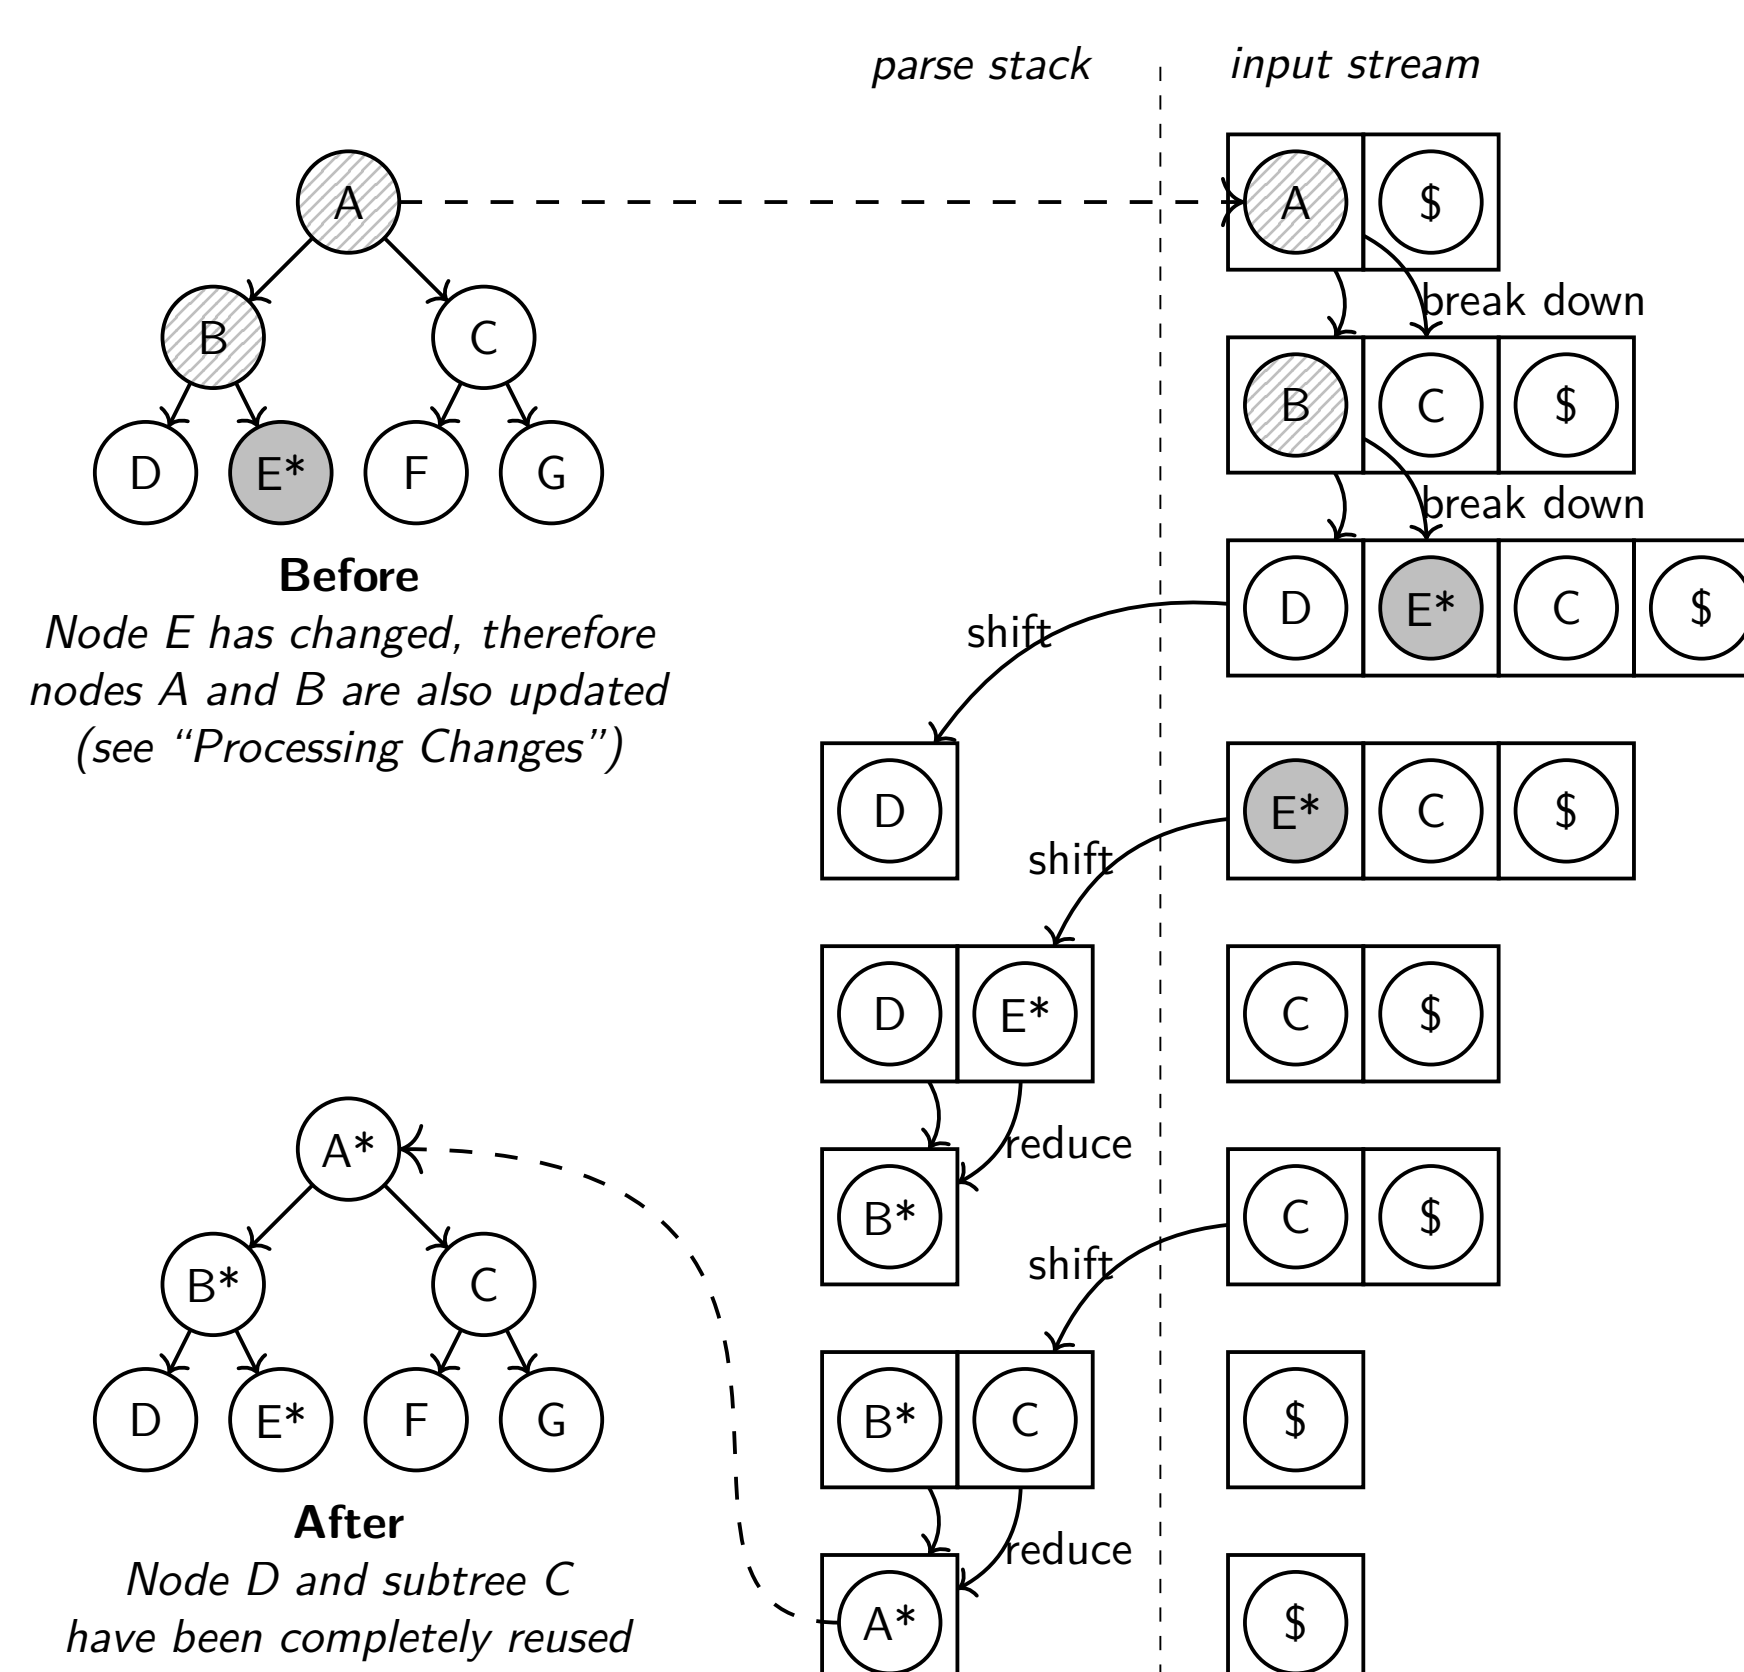 parse stack input stream
A A $
break down
B C B C $
break down
D E* F G
Before
Node E has changed, therefore
nodes A and B are also updated
(see “Processing Changes”)
D E* C $
shift
D E* C $
shift
D E* C $
reduce
A*
B* C $
B* C
shift
D E* F G
B* C $
After
Node D and subtree C
have been completely reused
reduce
A* $